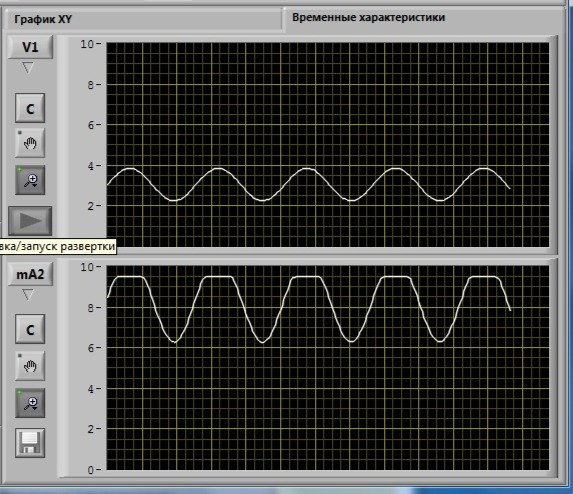 График XY
Временные характеристики
V1
10
8
6
4
2
C
вка/запуск развертки
mA2
10
8
6
4
2
0
C